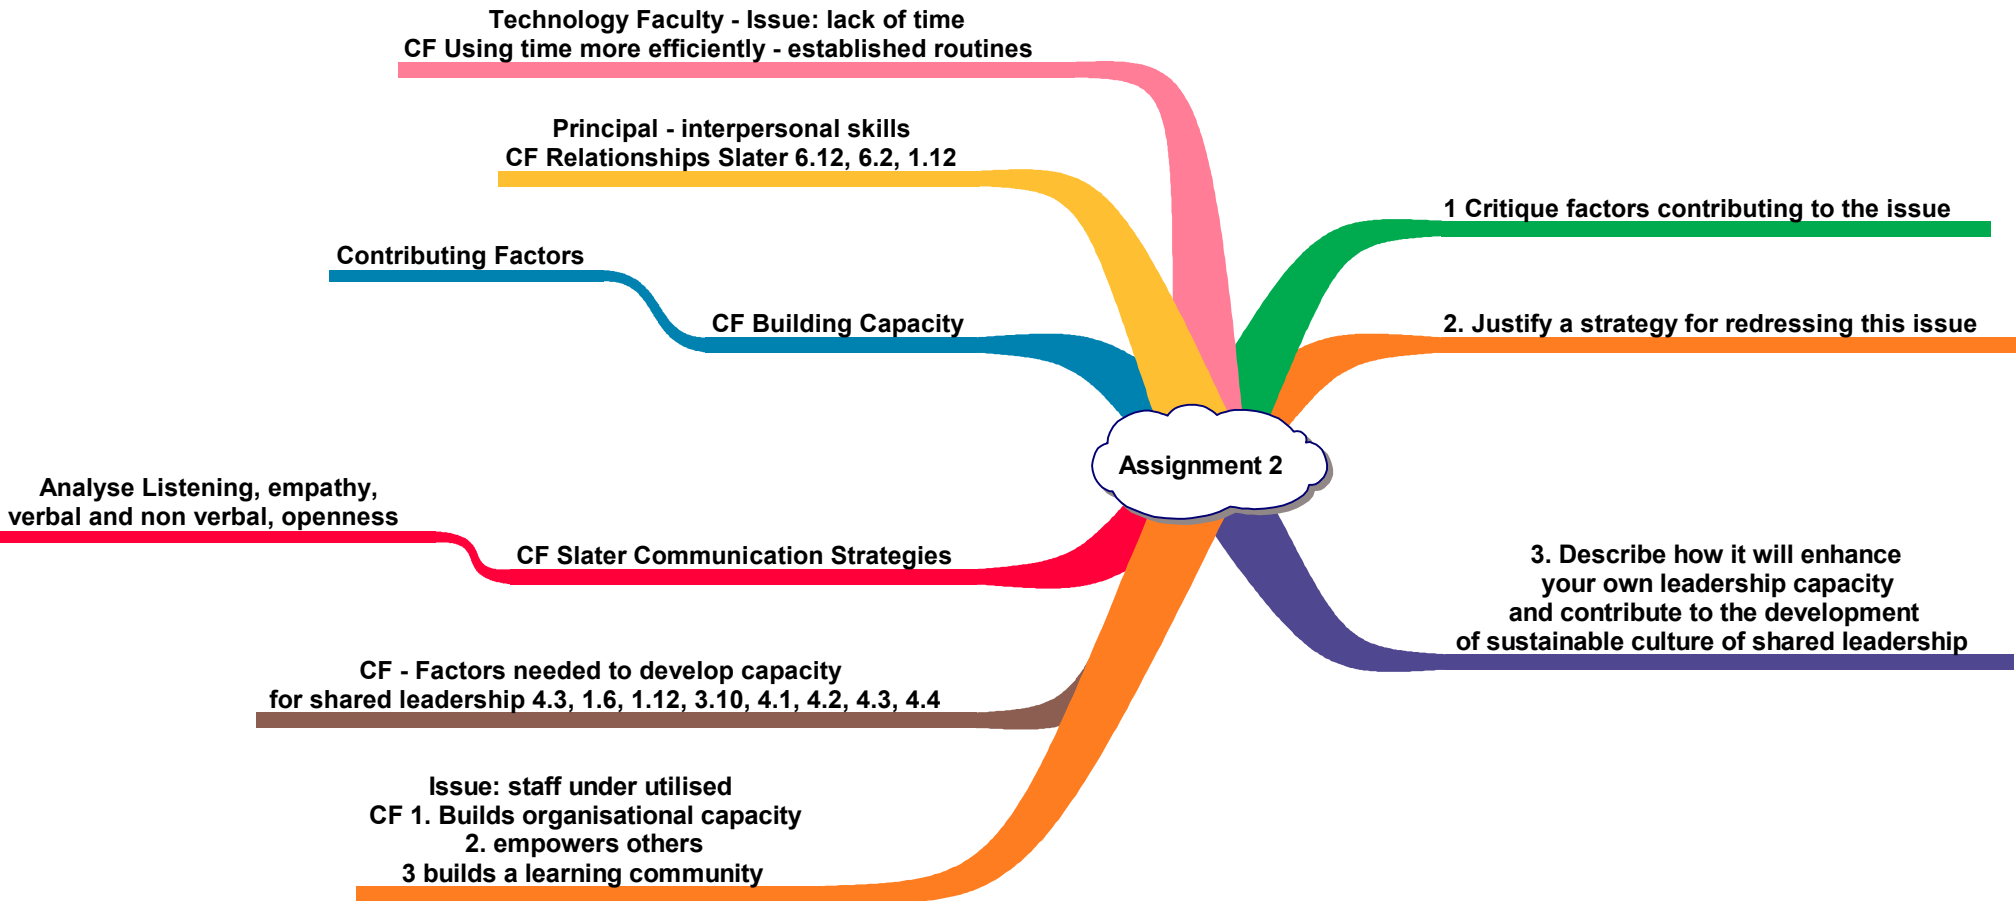 Technology Faculty - Issue: lack of time
CF Using time more efficiently - established routines
Principal - interpersonal skills
CF Relationships Slater 6.12, 6.2, 1.12
Contributing Factors
CF Building Capacity
Analyse Listening, empathy,
verbal and non verbal, openness
CF Slater Communication Strategies
CF - Factors needed to develop capacity
for shared leadership 4.3, 1.6, 1.12, 3.10, 4.1, 4.2, 4.3, 4.4
Issue: staff under utilised
CF 1. Builds organisational capacity
2. empowers others
3 builds a learning community
Assignment 2
1 Critique factors contributing to the issue
2. Justify a strategy for redressing this issue
3. Describe how it will enhance
your own leadership capacity
and contribute to the development
of sustainable culture of shared leadership